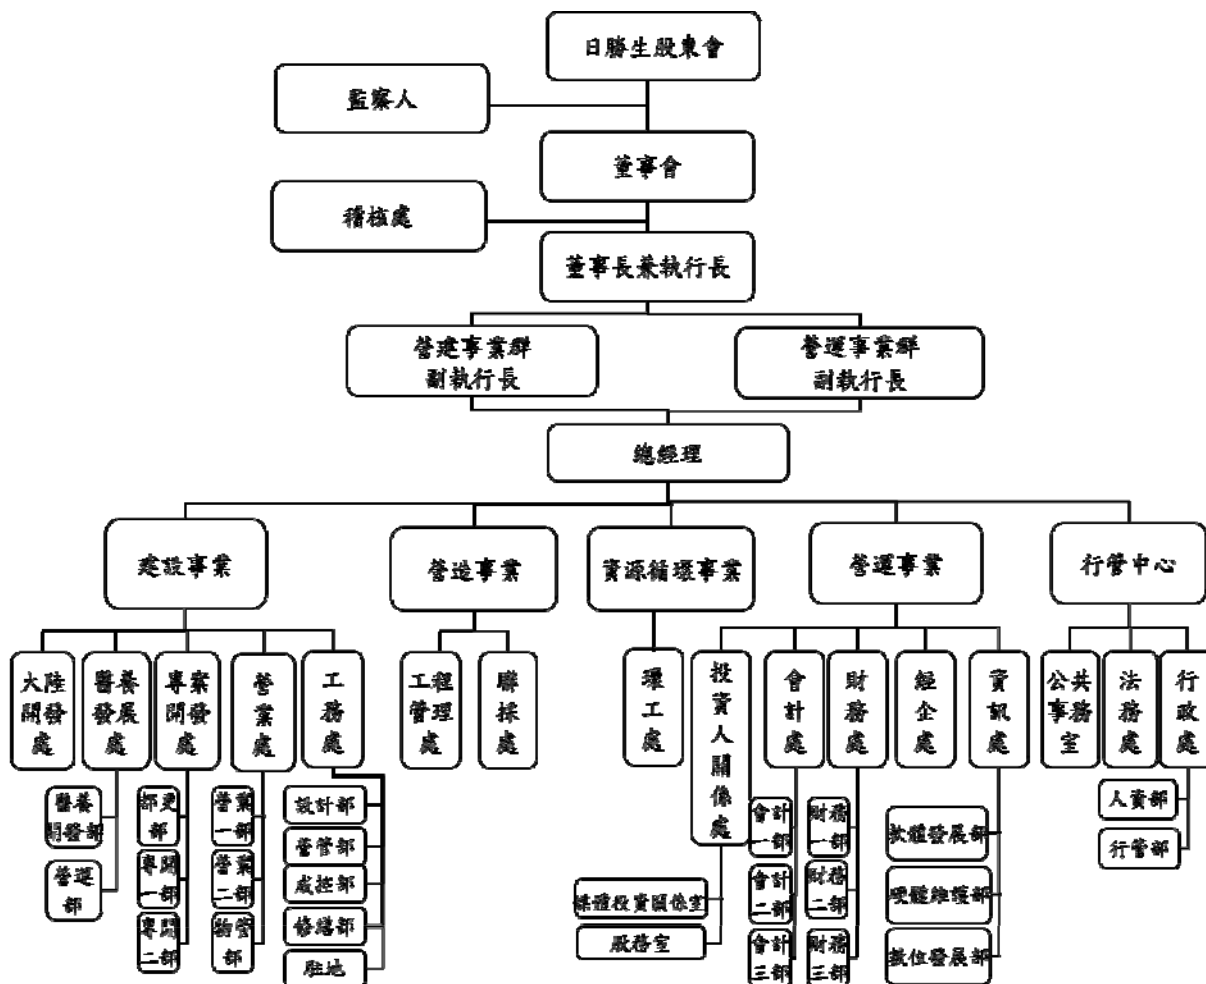 日勝生股東會
監察人
董事會
稽核處
董事長兼執行長
營建事業群
副執行長
營運事業群
副執行長
總經理
建設事業
營造事業
資源循環事業
營運事業
行管中心
大陸
開發
處
醫養
發展
處
專案
開發
處
營
業
處
工
務
處
工程
管理
處
聯
採
處
環
工
處
投
資
人
關
係
處
會
計
處
財
務
處
經
企
處
資
訊
處
公共
事務
室
法
務
處
行
政
處
醫養
開發部
營運
部
都更
部
專開
一部
專開
二部
營業
一部
營業
二部
物管
部
設計部
營管部
成控部
修繕部
駐地
媒體投資關係室
股務室
會計
一部
會計
二部
會計
三部
財務
一部
財務
二部
財務
三部
軟體發展部
硬體維護部
數位發展部
人資部
行管部